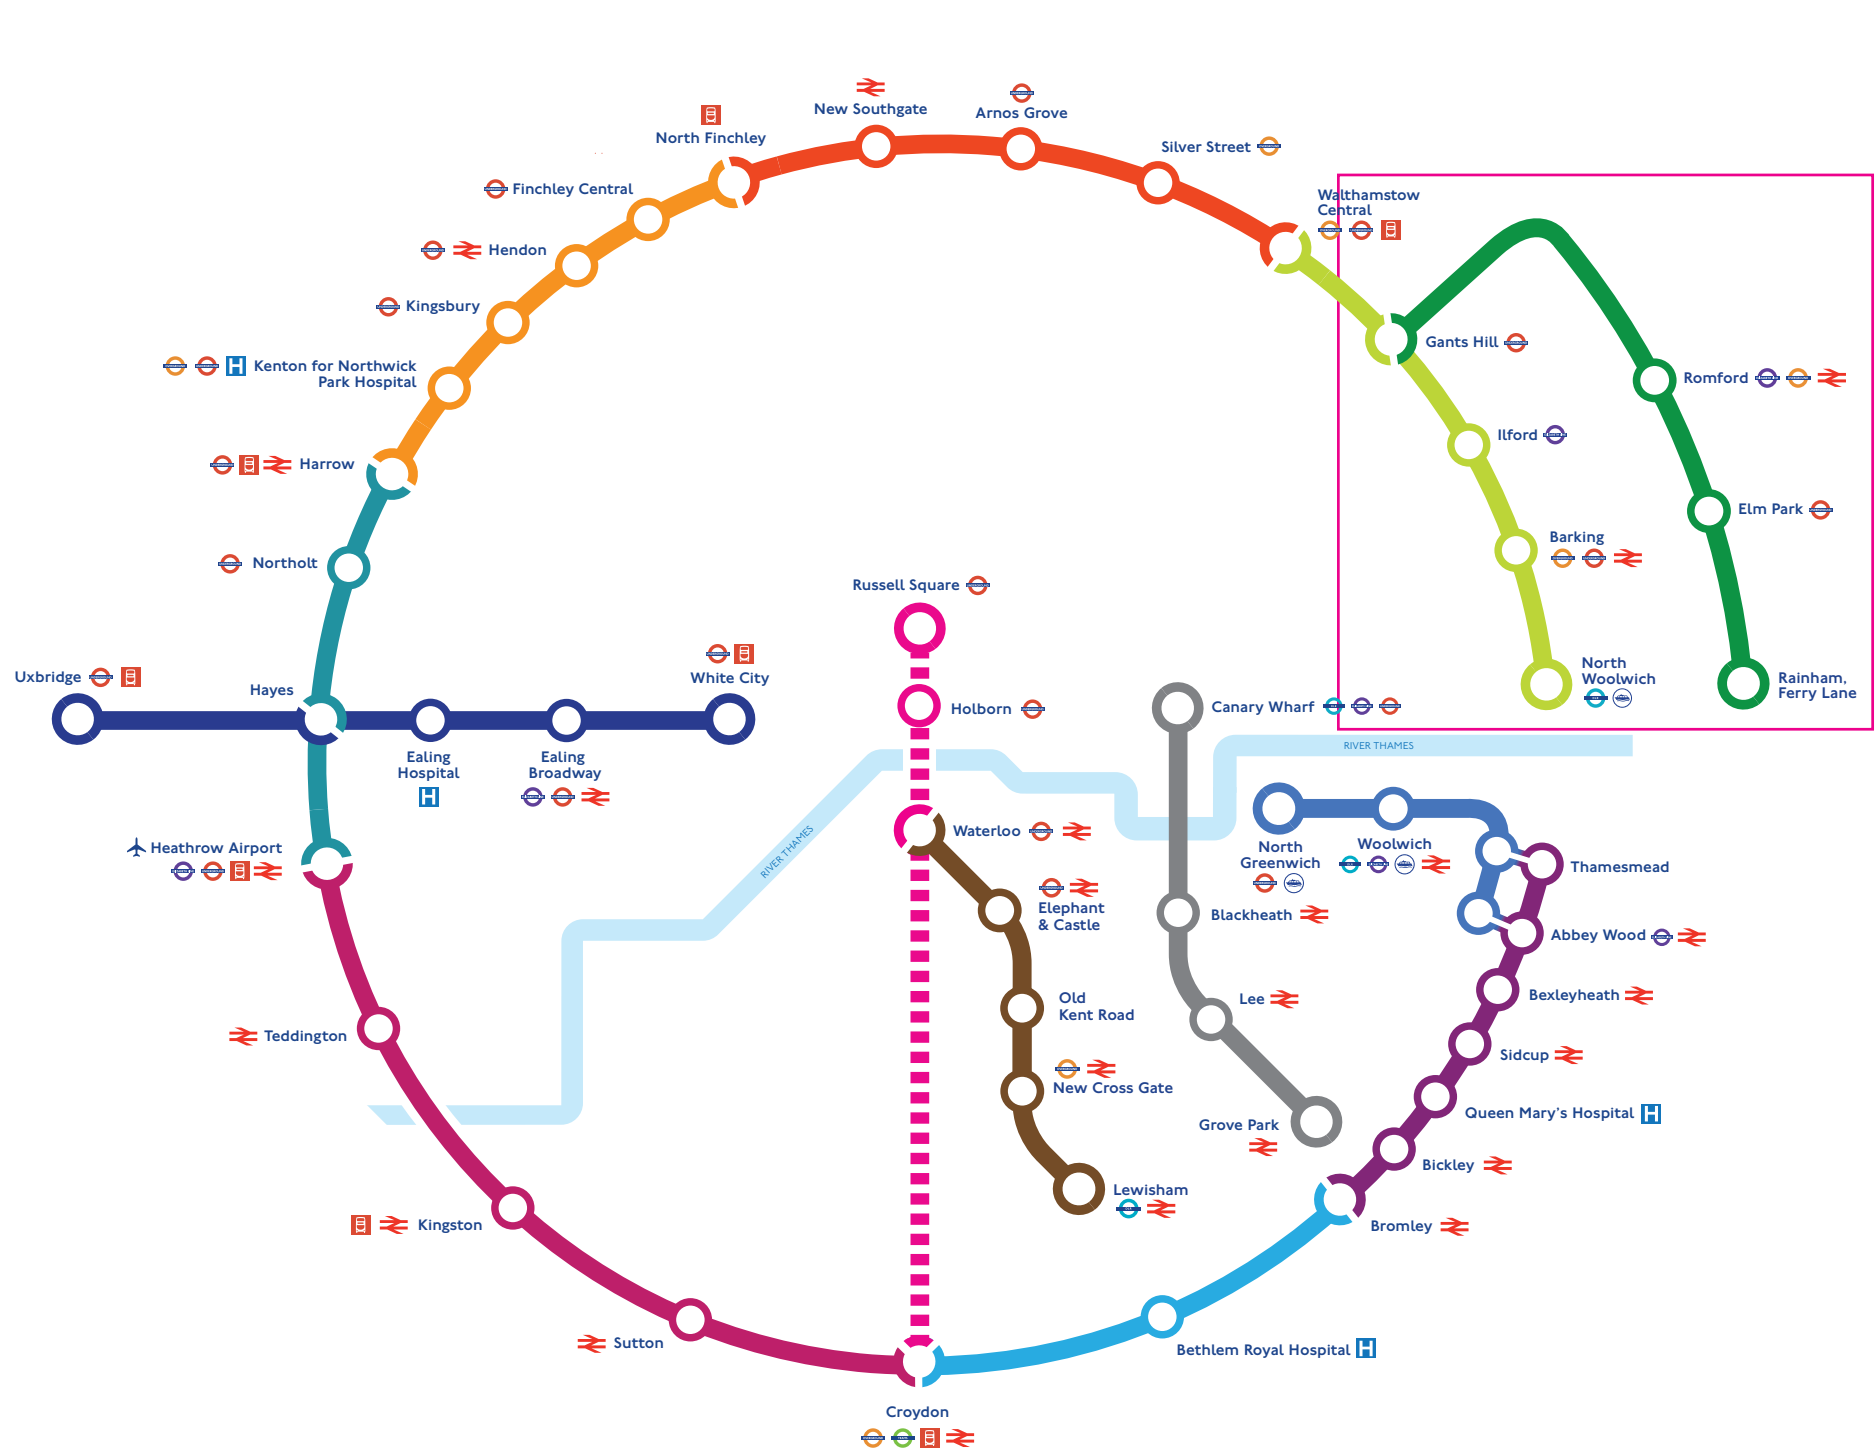 New Southgate
Arnos Grove
North Finchley
Silver Street
Finchley Central
Walthamstow
Central
Hendon
Kingsbury
Gants Hill
Kenton for Northwick
Park Hospital
Romford
Ilford
Harrow
Elm Park
Barking
Northolt
Russell Square
North
Woolwich
Rainham,
Ferry Lane
Uxbridge
Hayes
White City
Holborn
Canary Wharf
RIVER THAMES
Ealing
Hospital
H
Ealing
Broadway
Waterloo
North
Greenwich
Woolwich
Thamesmead
Heathrow Airport
RIVER THAMES
Elephant
& Castle
Blackheath
Abbey Wood
Old
Kent Road
Lee
Bexleyheath
Teddington
Sidcup
New Cross Gate
Queen Mary's Hospital H
Grove Park
Bickley
Lewisham
Kingston
Bromley
Sutton
Bethlem Royal Hospital H
Croydon